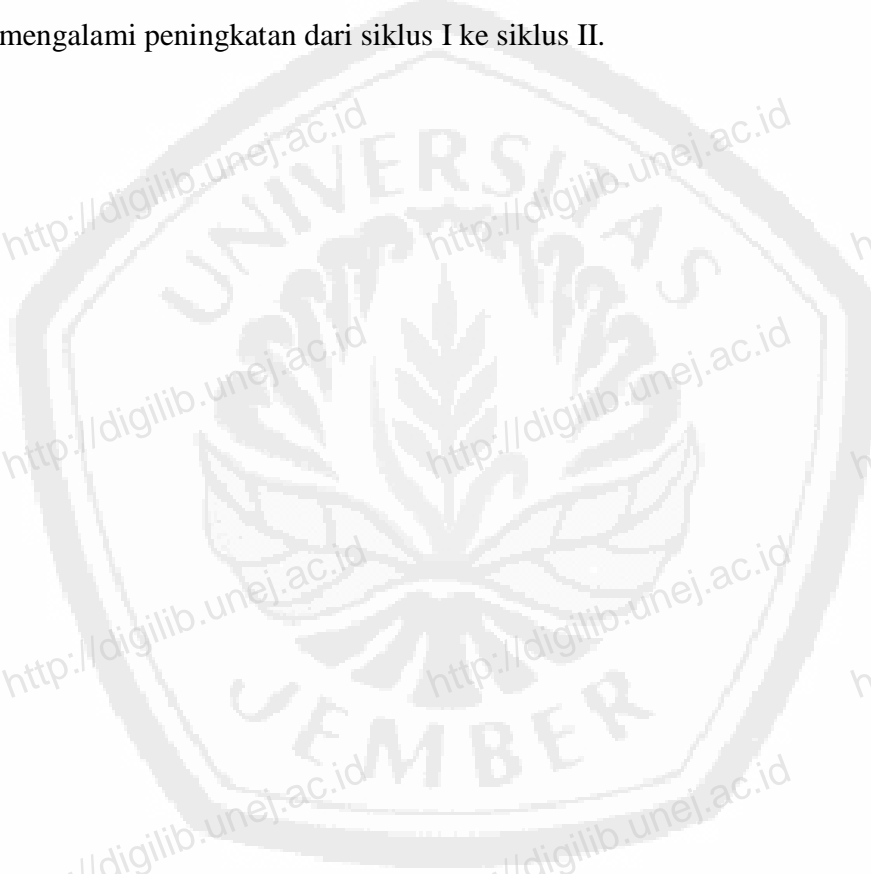 mengalami peningkatan dari siklus I ke siklus II.
http://digilib.unej.ac.id http://digilib.unej.ac.id h
http://digilib.unej.ac.id http://digilib.unej.ac.id h
http://digilib.unej.ac.id http://digilib.unej.ac.id h
://digilib.unej.ac.id ://digilib.unej.ac.id
UNIVERSITAS
JEMBER